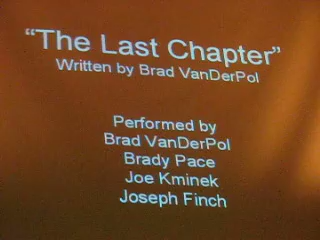 “The Last Chapter”
Written by Brad VanDerPol
Performed by
Brad VanDerPol
Brady Pace
Joe Kminek
Joseph Finch